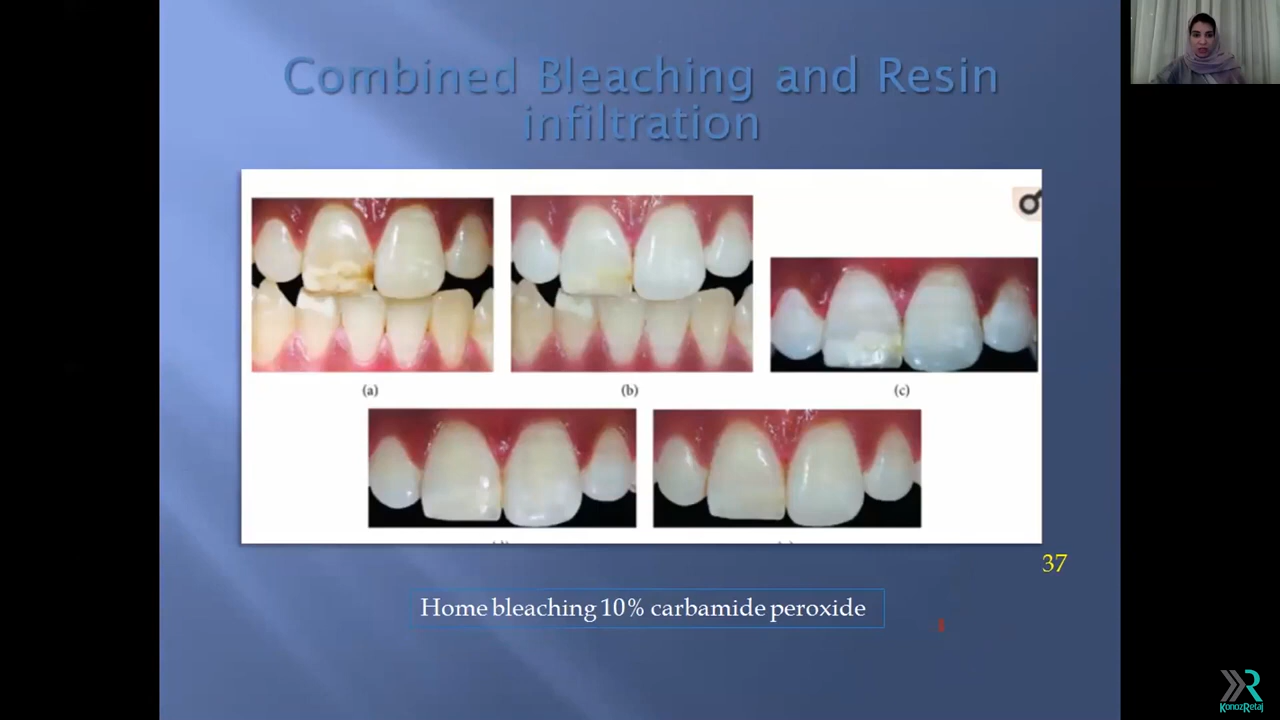 Combined Bleaching and Resin
infiltration
(a)
(b)
(c)
37
Home bleaching 10% carbamide peroxide
KonozRetaj